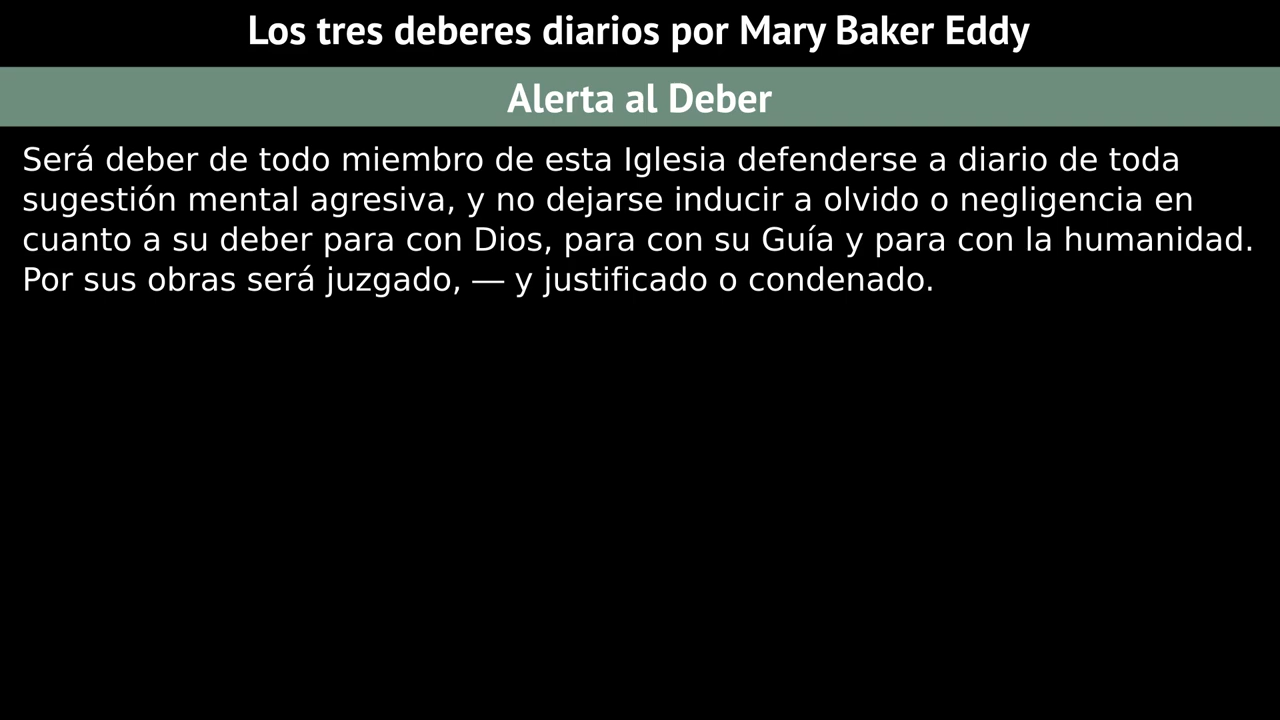 Los tres deberes diarios por Mary Baker Eddy
Alerta al Deber
Será deber de todo miembro de esta Iglesia defenderse a diario de toda
sugestión mental agresiva, y no dejarse inducir a olvido o negligencia en
cuanto a su deber para con Dios, para con su Guía y para con la humanidad.
Por sus obras será juzgado, — y justificado o condenado.